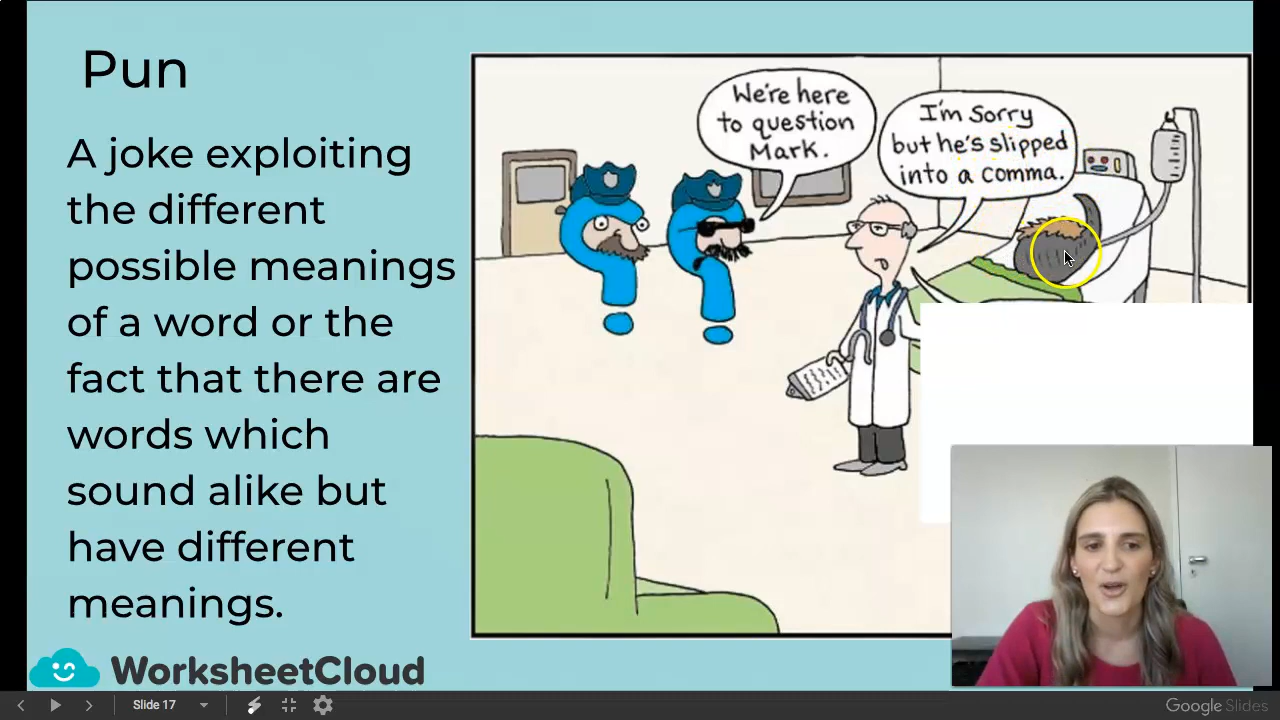 Pun
A joke exploiting
the different
possible meanings
of a word or the
fact that there are
words which
sound alike but
have different
meanings.
We're here
to question
Mark.
I'm Sorry
but he's slipped
into a comma.
WorksheetCloud
Slide 17
Google Slides